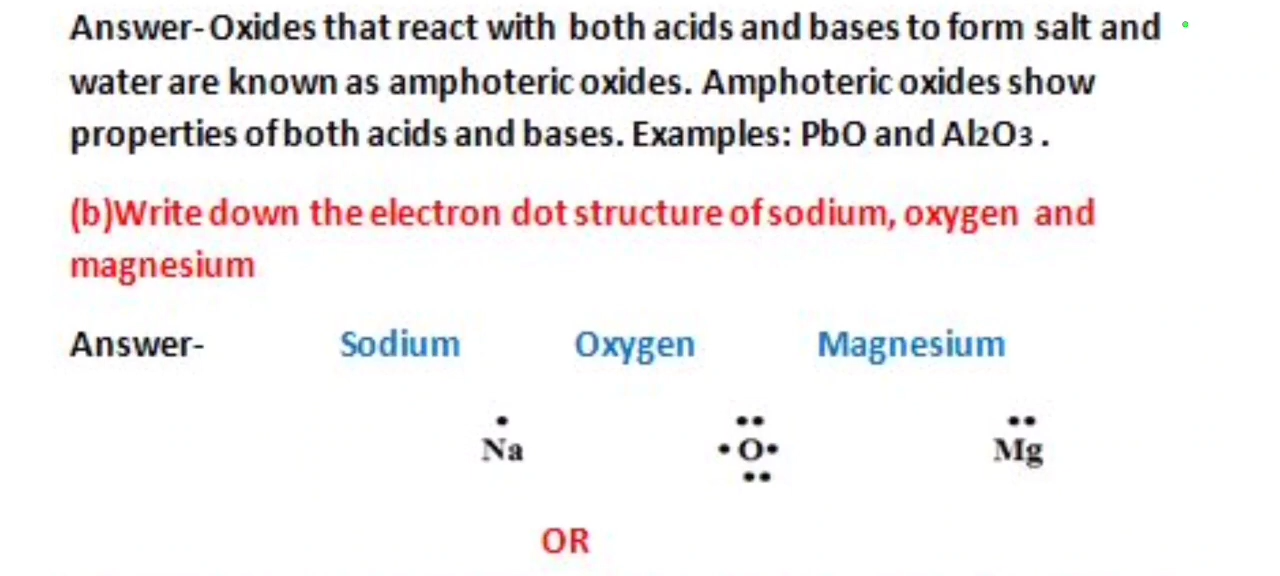 Answer-Oxides that react with both acids and bases to form salt and
water are known as amphoteric oxides. Amphoteric oxides show
properties of both acids and bases. Examples: PbO and Al2O3.
(b)Write down the electron dot structure of sodium, oxygen and
magnesium
Answer- Sodium Oxygen Magnesium
Na O Mg
OR